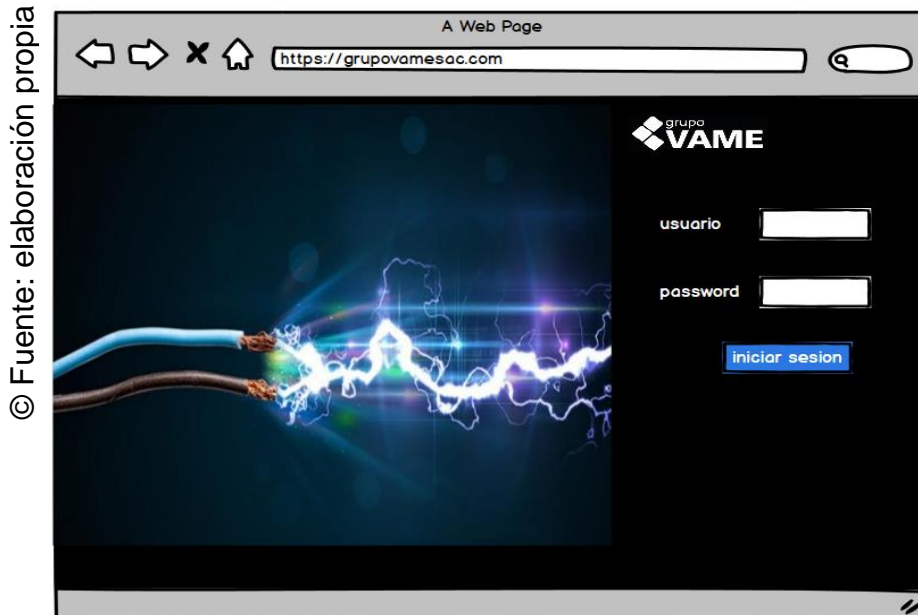 © Fuente: elaboración propia
A Web Page
https://grupovamesac.com
grupo
VAME
usuario
password
iniciar sesion